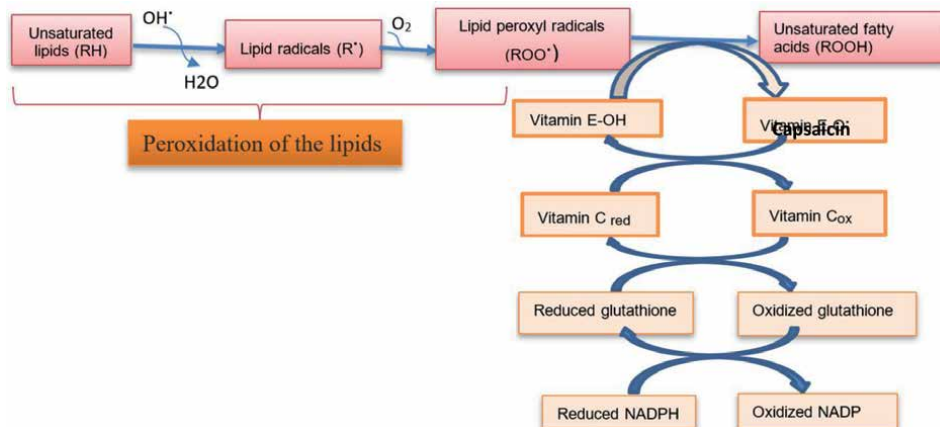 OH•
O2
Unsaturated
lipids (RH)
Lipid radicals (R•)
Lipid peroxyl radicals
(ROO•)
Unsaturated fatty
acids (ROOH)
H2O
Peroxidation of the lipids
Vitamin E-OH
Vitamin E-O•
Capsaicin
Vitamin C red
Vitamin Cox
Reduced glutathione
Oxidized glutathione
Reduced NADPH
Oxidized NADP